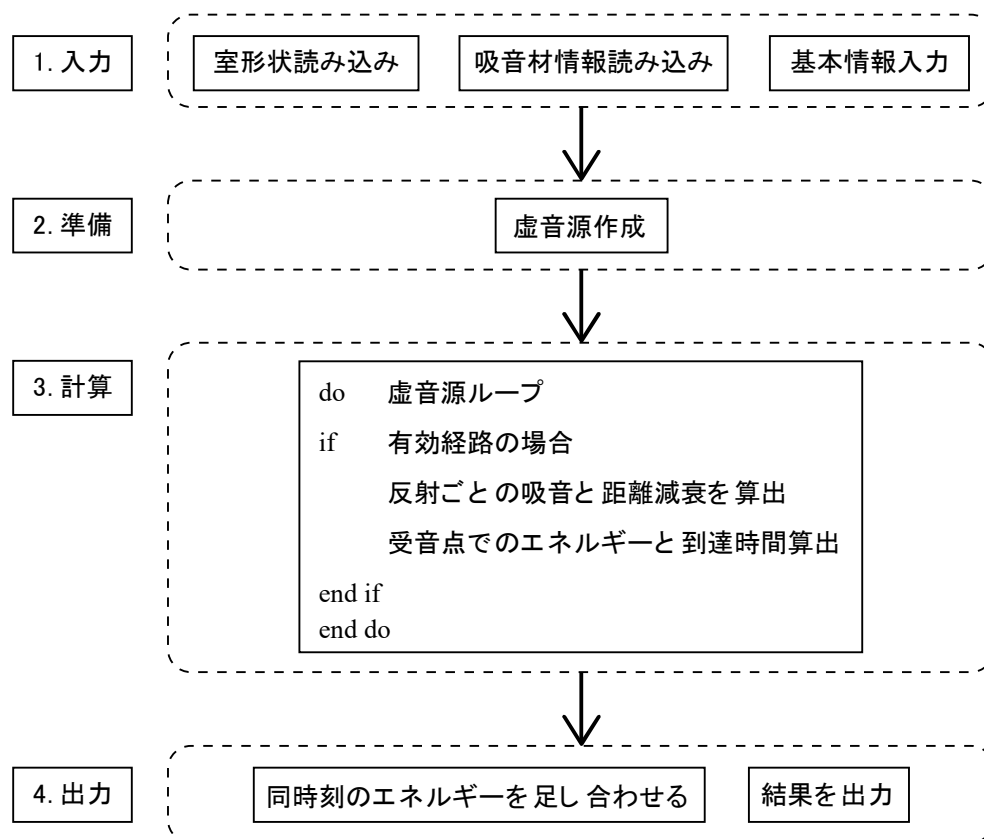 1. 入力
室形状読み込み
吸音材情報読み込み
基本情報入力
2. 準備
虚音源作成
3. 計算
do 虚音源ループ
if 有効経路の場合
反射ごとの吸音と距離減衰を算出
受音点でのエネルギーと到達時間算出
end if
end do
4. 出力
同時刻のエネルギーを足し合わせる
結果を出力